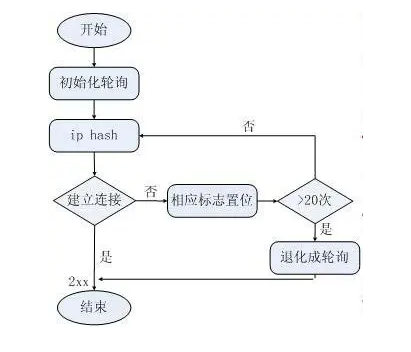 开始
初始化轮询
ip hash
否
建立连接
否
相应标志置位
>20次
是
是
退化成轮询
2xx
结束